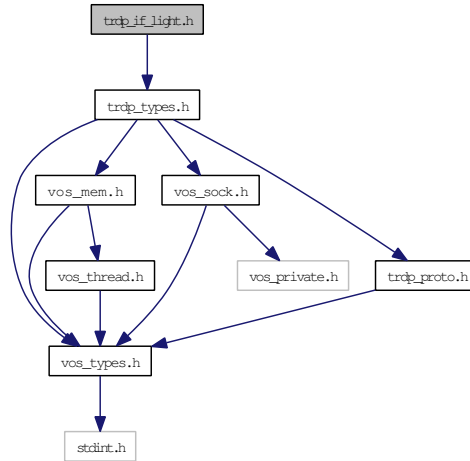 trdp_if_light.h
trdp_types.h
vos_mem.h
vos_sock.h
vos_thread.h
vos_private.h
trdp_proto.h
vos_types.h
stdint.h